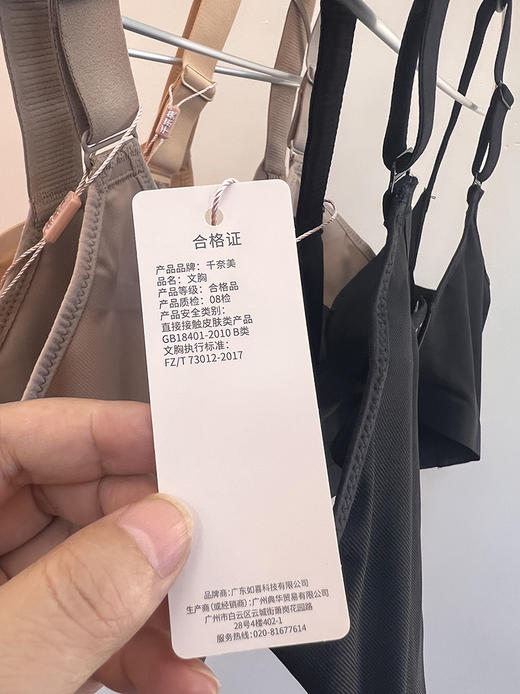 合格证
产品品牌：千奈美
品名：文胸
产品等级：合格品
产品质检：08检
产品安全类别：
直接接触皮肤类产品
GB18401-2010 B类
文胸执行标准：
FZ/T 73012-2017
品牌商：广东如喜科技有限公司
生产商（或经销商）：广州典华贸易有限公司
广州市白云区云城街萧岗花园路
28号4楼402-1
服务热线：020-81677614